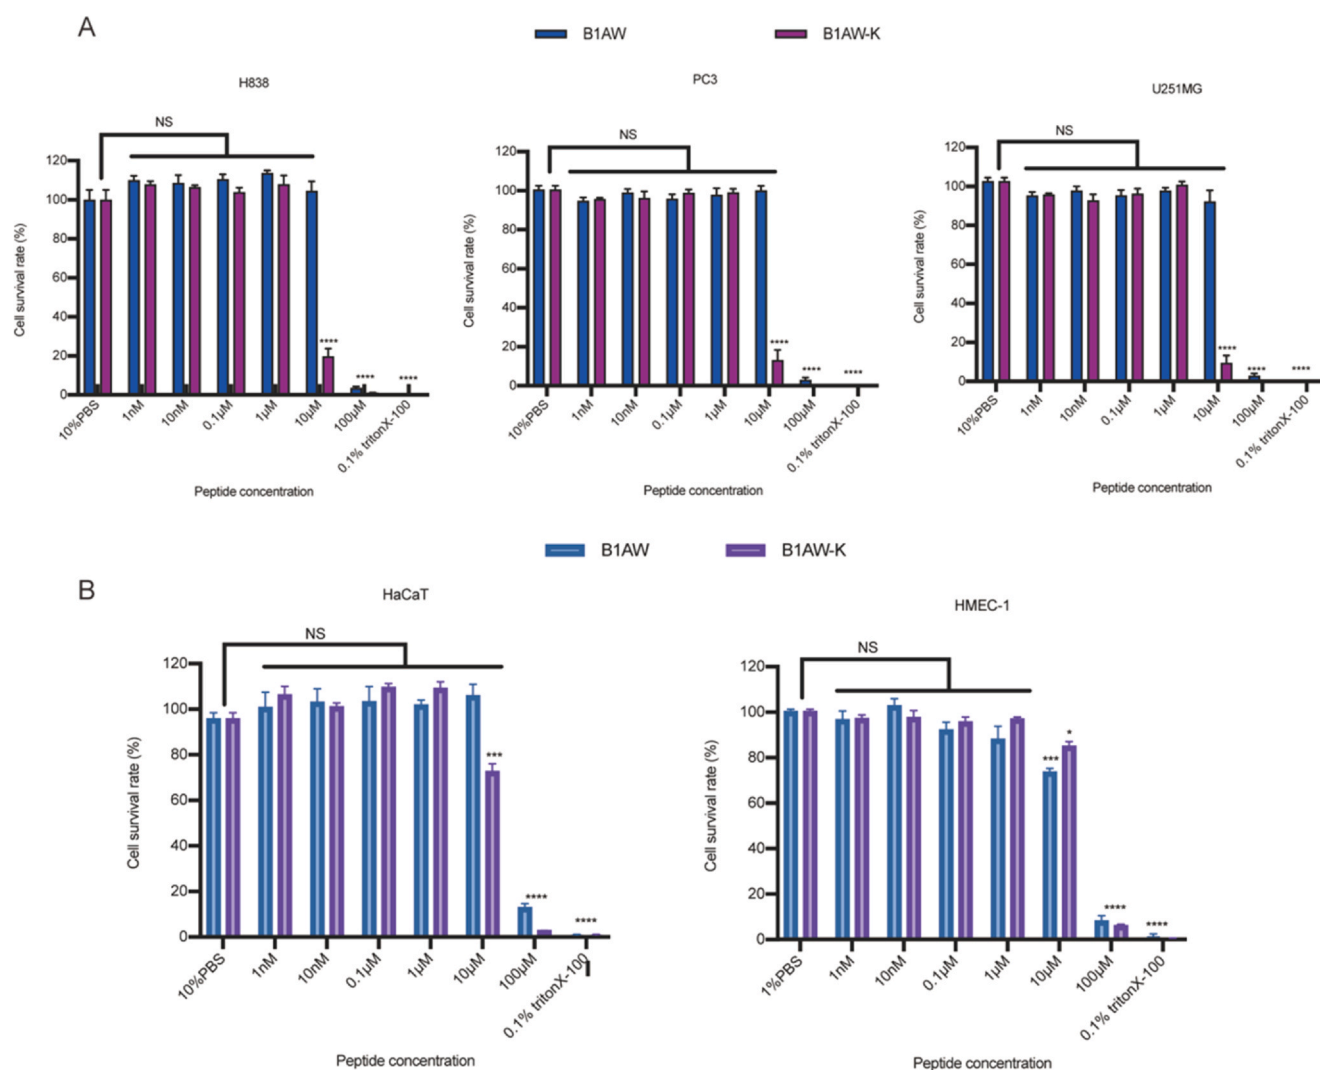 A
B1AW B1AW-K
H838
NS
120
100
80
60
40
20
0
Cell survival rate (%)
****
****
****
10%PBS 1nM 10nM 0.1μM 1μM 10μM 100μM 0.1% tritonX-100
Peptide concentration
PC3
NS
120
100
80
60
40
20
0
Cell survival rate (%)
****
****
****
10%PBS 1nM 10nM 0.1μM 1μM 10μM 100μM 0.1% tritonX-100
Peptide concentration
U251MG
NS
120
100
80
60
40
20
0
Cell survival rate (%)
****
****
****
10%PBS 1nM 10nM 0.1μM 1μM 10μM 100μM 0.1% tritonX-100
Peptide concentration
B1AW B1AW-K
B
HaCaT
NS
120
100
80
60
40
20
0
Cell survival rate (%)
***
****
****
10%PBS 1nM 10nM 0.1μM 1μM 10μM 100μM 0.1% tritonX-100
Peptide concentration
HMEC-1
NS
120
100
80
60
40
20
0
Cell survival rate (%)
***
*
****
****
1%PBS 1nM 10nM 0.1μM 1μM 10μM 100μM 0.1% tritonX-100
Peptide concentration